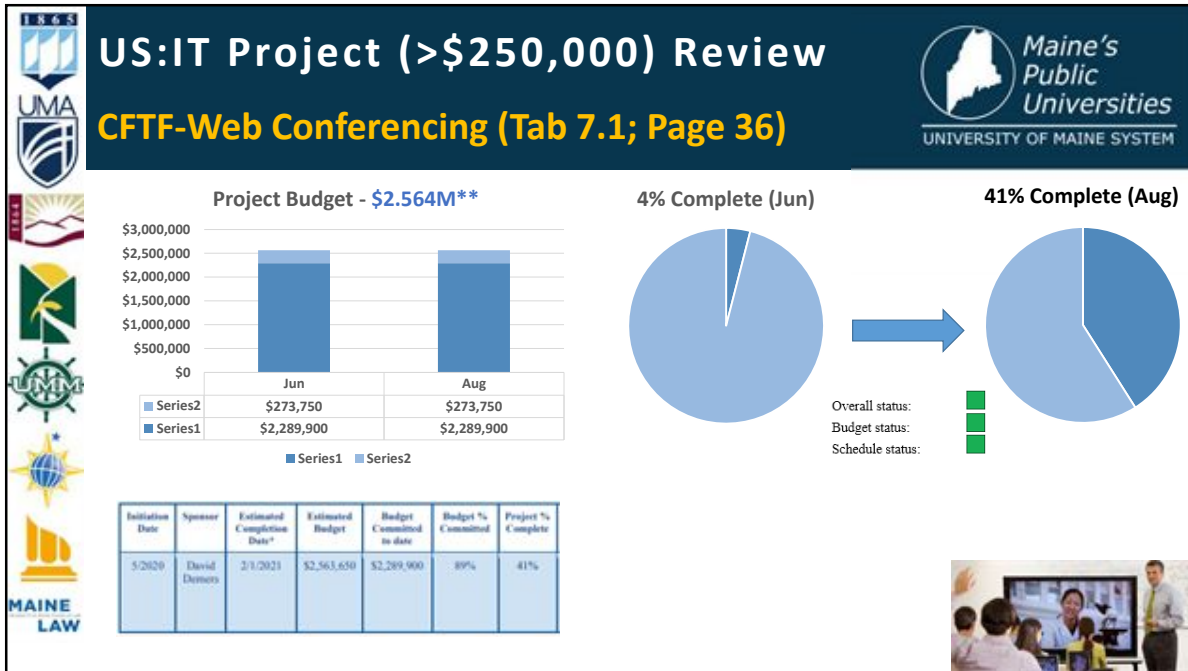 1865
US:IT Project (>$250,000) Review
CFTF-Web Conferencing (Tab 7.1; Page 36)
Maine's
Public
Universities
UNIVERSITY OF MAINE SYSTEM
UMA
1864
UMM
MAINE
LAW
Project Budget - $2.564M**
$3,000,000
$2,500,000
$2,000,000
$1,500,000
$1,000,000
$500,000
$0
Jun Aug
Series2 $273,750 $273,750
Series1 $2,289,900 $2,289,900
Series1 Series2
4% Complete (Jun)
41% Complete (Aug)
Overall status:
Budget status:
Schedule status:
Initiation Date Sponsor Estimated Completion Date* Estimated Budget Budget Committed to date Budget % Committed Project % Complete
5/2020 David Demers 2/1/2021 $2,563,650 $2,289,900 89% 41%